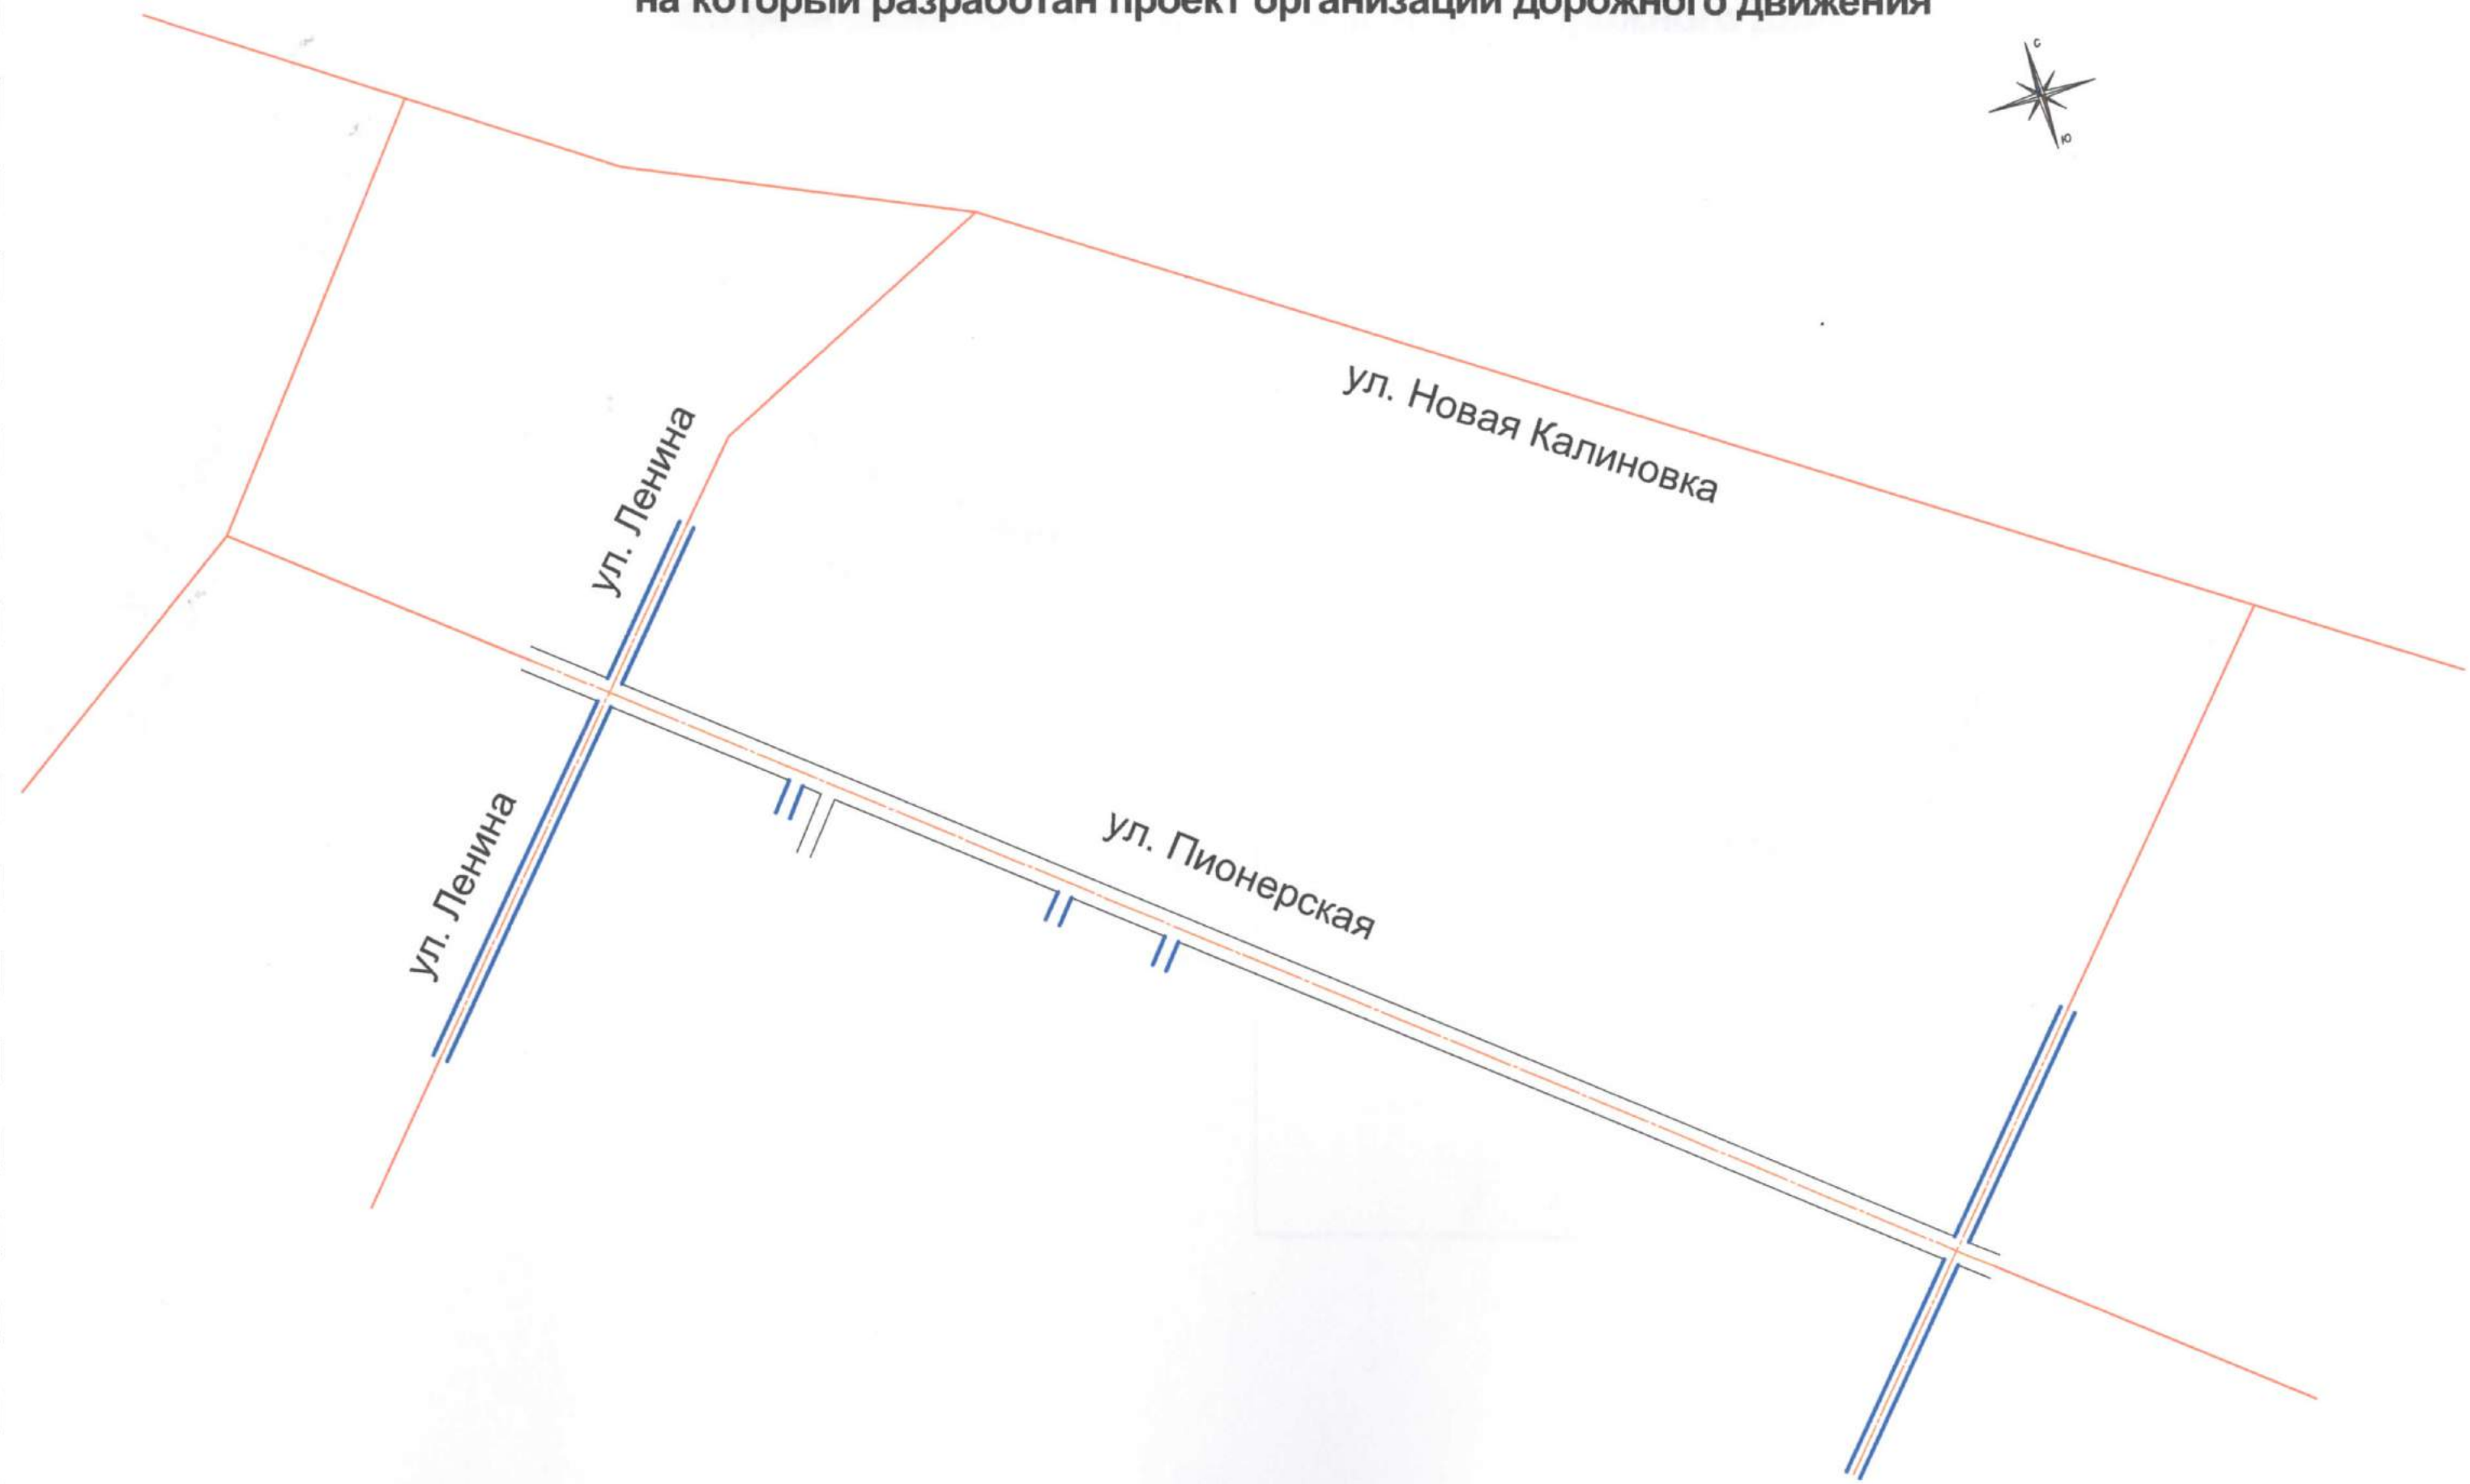 на который разработан проект организации дорожного движения
С
Ю
ул. Новая Калиновка
ул. Ленина
ул. Пионерская
ул. Ленина